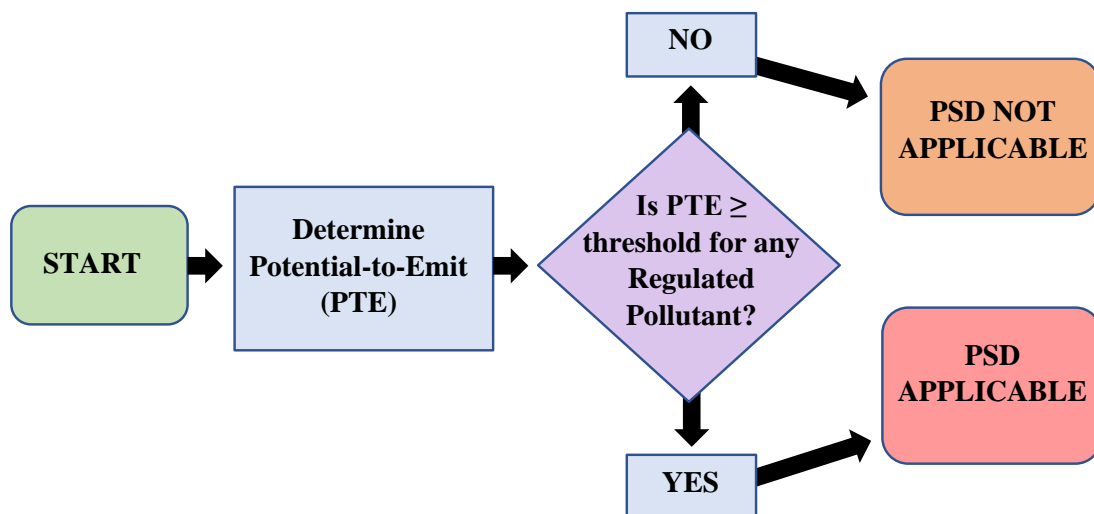 START
Determine
Potential-to-Emit
(PTE)
Is PTE ≥
threshold for any
Regulated
Pollutant?
NO
PSD NOT
APPLICABLE
YES
PSD
APPLICABLE